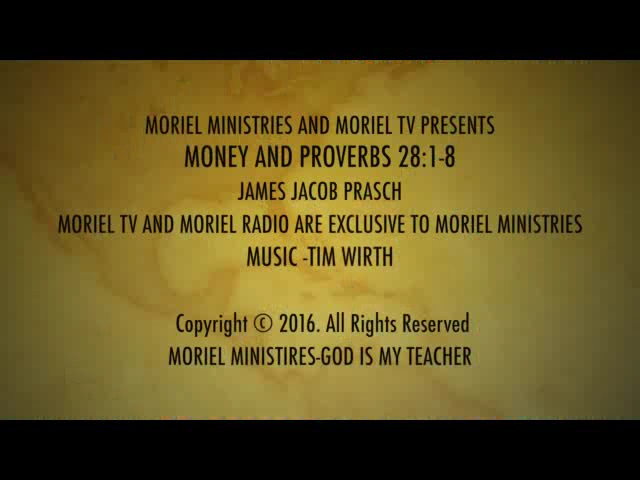 MORIEL MINISTRIES AND MORIEL TV PRESENTS
MONEY AND PROVERBS 28:1-8
JAMES JACOB PRASCH
MORIEL TV AND MORIEL RADIO ARE EXCLUSIVE TO MORIEL MINISTRIES
MUSIC -TIM WIRTH
Copyright © 2016. All Rights Reserved
MORIEL MINISTIRES-GOD IS MY TEACHER